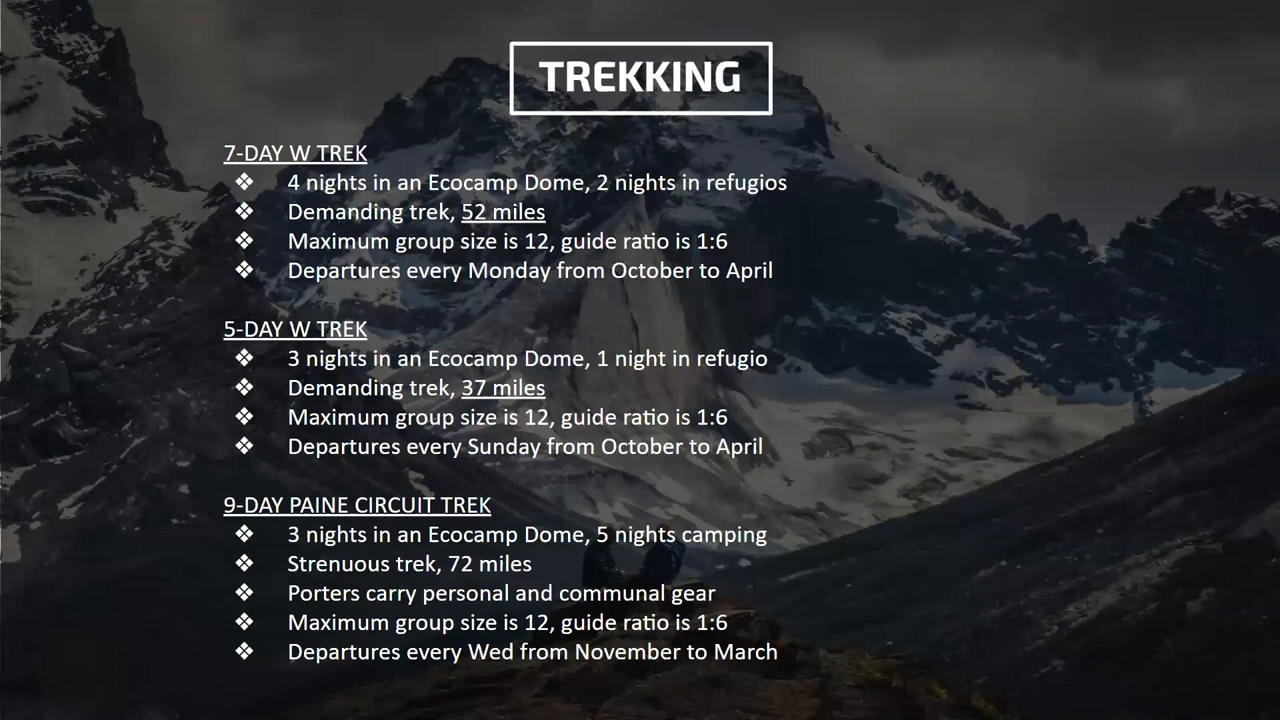 TREKKING
7-DAY W TREK
❖ 4 nights in an Ecocamp Dome, 2 nights in refugios
❖ Demanding trek, 52 miles
❖ Maximum group size is 12, guide ratio is 1:6
❖ Departures every Monday from October to April
5-DAY W TREK
❖ 3 nights in an Ecocamp Dome, 1 night in refugio
❖ Demanding trek, 37 miles
❖ Maximum group size is 12, guide ratio is 1:6
❖ Departures every Sunday from October to April
9-DAY PAINE CIRCUIT TREK
❖ 3 nights in an Ecocamp Dome, 5 nights camping
❖ Strenuous trek, 72 miles
❖ Porters carry personal and communal gear
❖ Maximum group size is 12, guide ratio is 1:6
❖ Departures every Wed from November to March